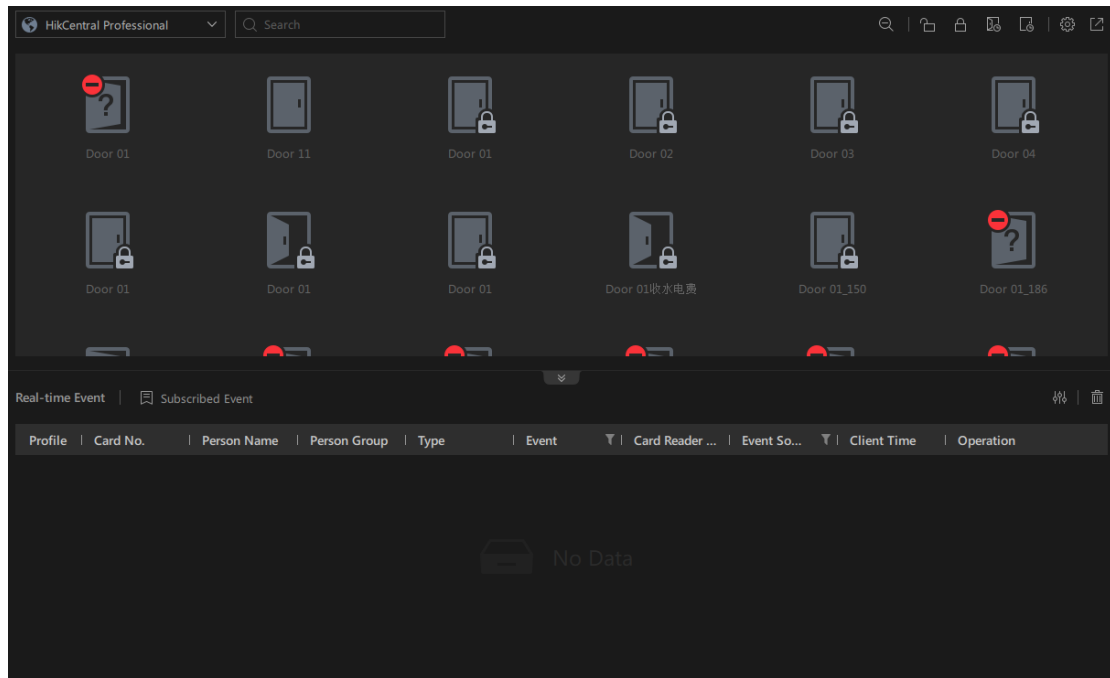 HikCentral Professional Search
Door 01 Door 11 Door 01 Door 02 Door 03 Door 04
Door 01 Door 01 Door 01 Door 01收水电费 Door 01_150 Door 01_186
Real-time Event Subscribed Event
Profile Card No. Person Name Person Group Type Event Card Reader ... Event So... Client Time Operation
No Data